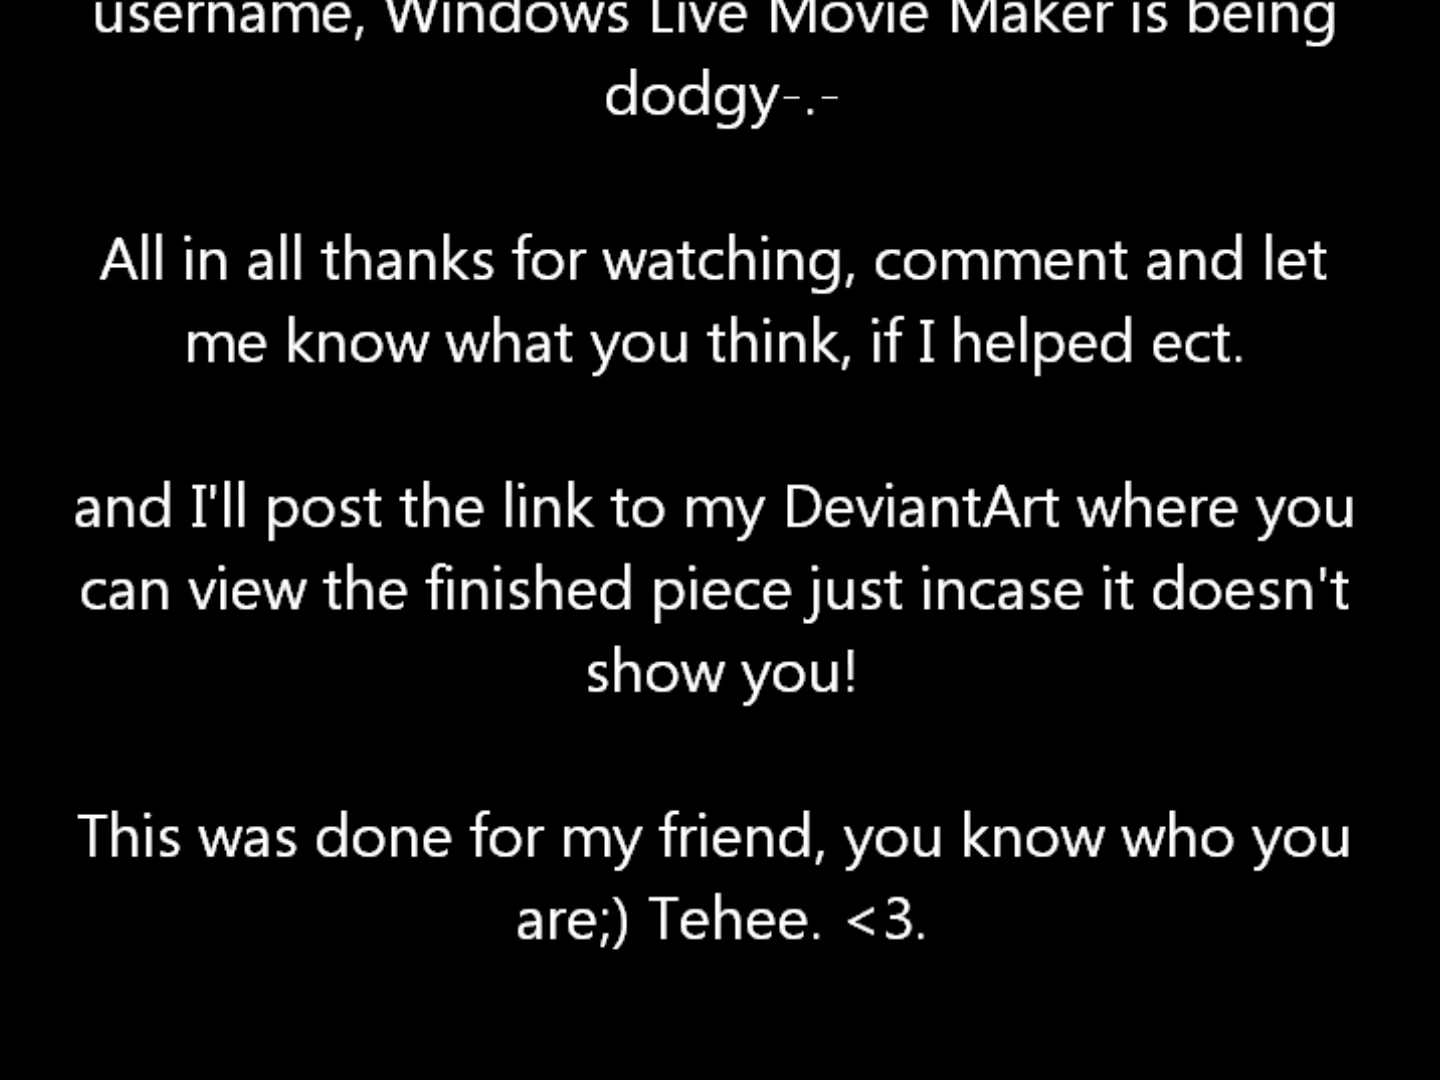 username, Windows Live Movie Maker is being
dodgy-.-
All in all thanks for watching, comment and let
me know what you think, if I helped ect.
and I'll post the link to my DeviantArt where you
can view the finished piece just incase it doesn't
show you!
This was done for my friend, you know who you
are;) Tehee. <3.